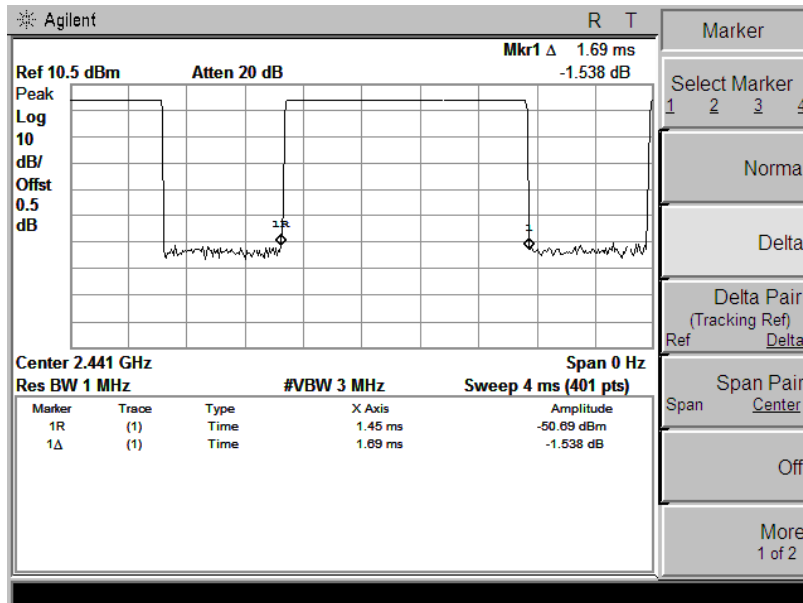 Agilent R T
Mkr1 Δ 1.69 ms
Ref 10.5 dBm Atten 20 dB -1.538 dB
Peak
Log
10
dB/
Offst
0.5
dB
1R
1
Center 2.441 GHz Span 0 Hz
Res BW 1 MHz #VBW 3 MHz Sweep 4 ms (401 pts)
Marker Trace Type X Axis Amplitude
1R (1) Time 1.45 ms -50.69 dBm
1Δ (1) Time 1.69 ms -1.538 dB
Marker
Select Marker
1 2 3 4
Norma
Delta
Delta Pair
(Tracking Ref)
Ref Delta
Span Pair
Span Center
Off
More
1 of 2